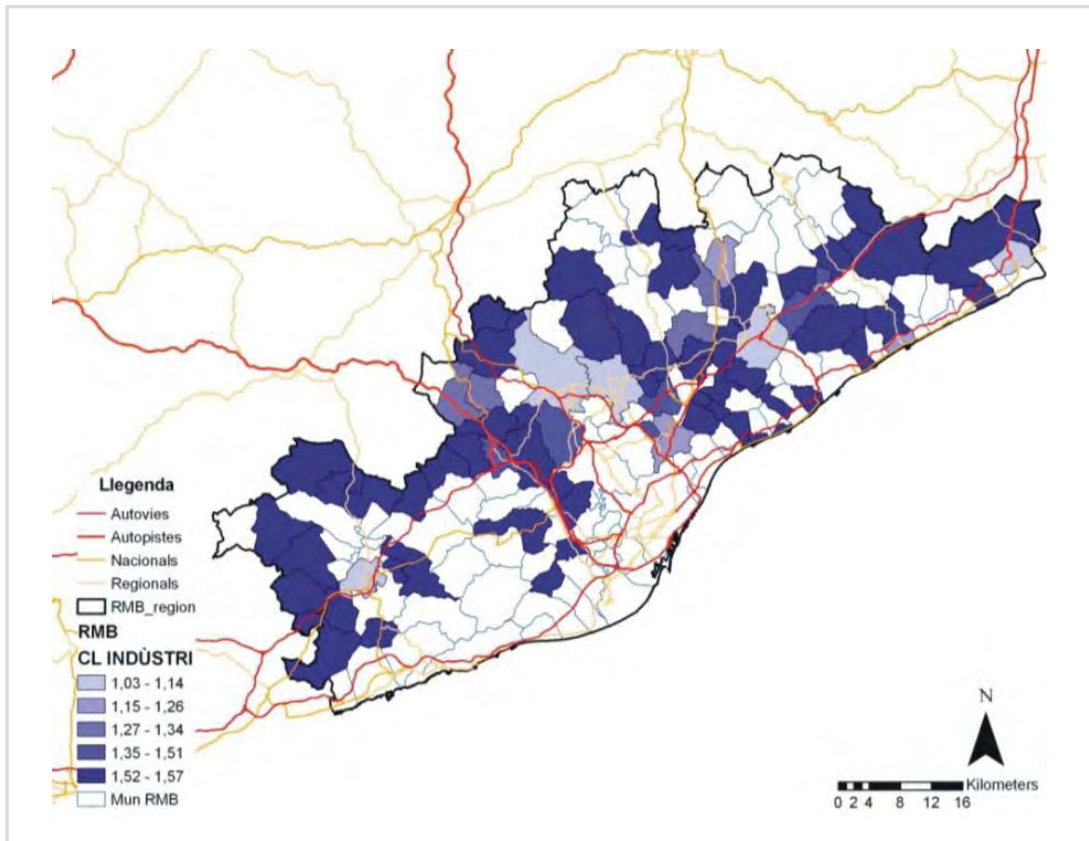 Llegenda
Autovies
Autopistes
Nacionals
Regionals
RMB_region
RMB
CL INDÙSTRI
1,03 - 1,14
1,15 - 1,26
1,27 - 1,34
1,35 - 1,51
1,52 - 1,57
Mun RMB
N
Kilometers
0 2 4 8 12 16